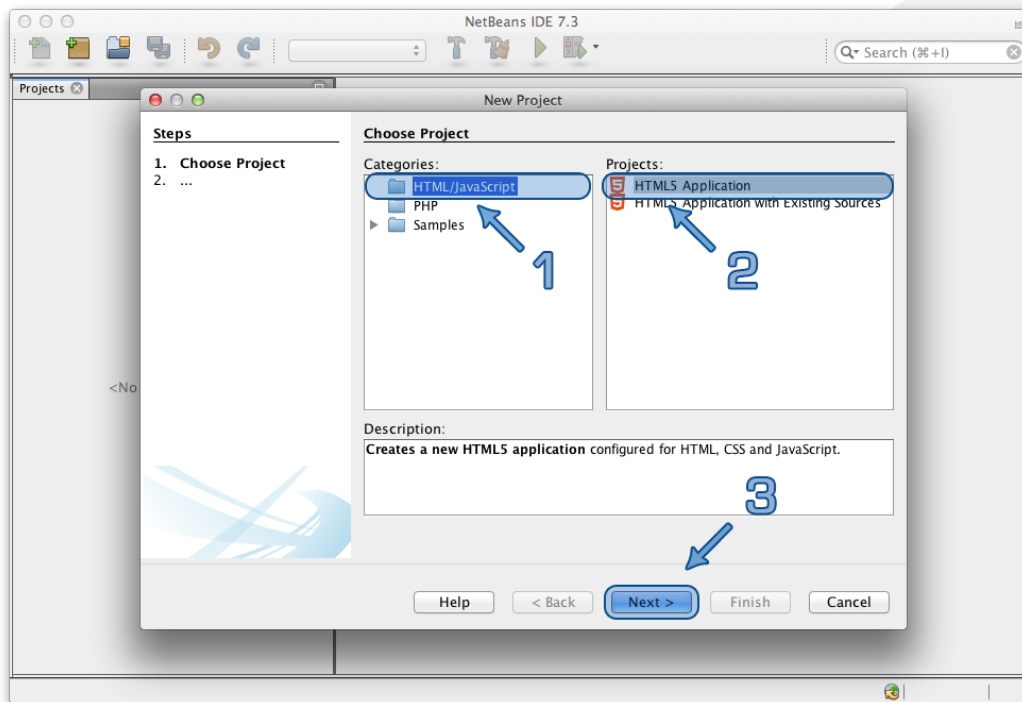 NetBeans IDE 7.3
Search (⌘+I)
Projects
New Project
Steps
1. Choose Project
2. ...
Choose Project
Categories:
HTML/JavaScript
PHP
Samples
Projects:
HTML5 Application
HTML5 Application with Existing Sources
1
2
<No
Description:
Creates a new HTML5 application configured for HTML, CSS and JavaScript.
3
Help
< Back
Next >
Finish
Cancel